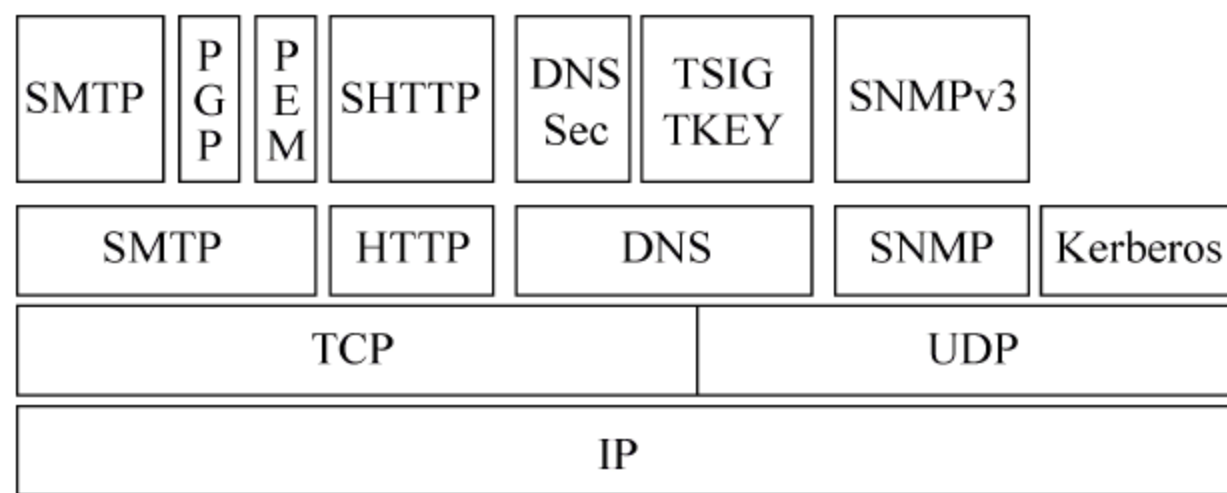 SMTP
P
G
P
P
E
M
SHTTP
DNS
Sec
TSIG
TKEY
SNMPv3
SMTP
HTTP
DNS
SNMP
Kerberos
TCP
UDP
IP